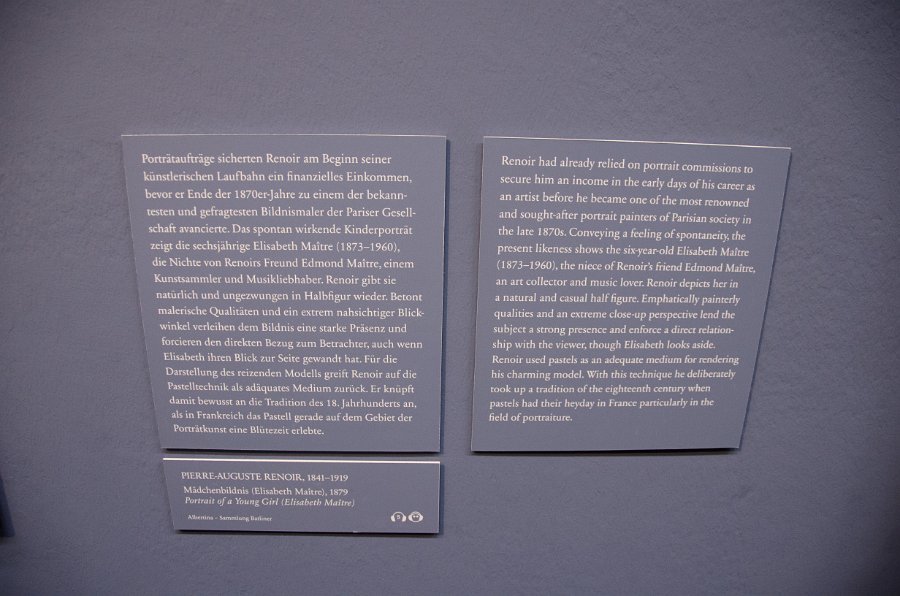 Porträtaufträge sicherten Renoir am Beginn seiner
künstlerischen Laufbahn ein finanzielles Einkommen,
bevor er Ende der 1870er-Jahre zu einem der bekann-
testen und gefragtesten Bildnismaler der Pariser Gesell-
schaft avancierte. Das spontan wirkende Kinderporträt
zeigt die sechsjährige Elisabeth Maître (1873–1960),
die Nichte von Renoirs Freund Edmond Maître, einem
Kunstsammler und Musikliebhaber. Renoir gibt sie
natürlich und ungezwungen in Halbfigur wieder. Betont
malerische Qualitäten und ein extrem nahsichtiger Blick-
winkel verleihen dem Bildnis eine starke Präsenz und
forcieren den direkten Bezug zum Betrachter, auch wenn
Elisabeth ihren Blick zur Seite gewandt hat. Für die
Darstellung des reizenden Modells greift Renoir auf die
Pastelltechnik als adäquates Medium zurück. Er knüpft
damit bewusst an die Tradition des 18. Jahrhunderts an,
als in Frankreich das Pastell gerade auf dem Gebiet der
Porträtkunst eine Blütezeit erlebte.
PIERRE-AUGUSTE RENOIR, 1841–1919
Mädchenbildnis (Elisabeth Maître), 1879
Portrait of a Young Girl (Elisabeth Maître)
Albertina – Sammlung Batliner
Renoir had already relied on portrait commissions to
secure him an income in the early days of his career as
an artist before he became one of the most renowned
and sought-after portrait painters of Parisian society in
the late 1870s. Conveying a feeling of spontaneity, the
present likeness shows the six-year-old Elisabeth Maître
(1873–1960), the niece of Renoir's friend Edmond Maître,
an art collector and music lover. Renoir depicts her in
a natural and casual half figure. Emphatically painterly
qualities and an extreme close-up perspective lend the
subject a strong presence and enforce a direct relation-
ship with the viewer, though Elisabeth looks aside.
Renoir used pastels as an adequate medium for rendering
his charming model. With this technique he deliberately
took up a tradition of the eighteenth century when
pastels had their heyday in France particularly in the
field of portraiture.